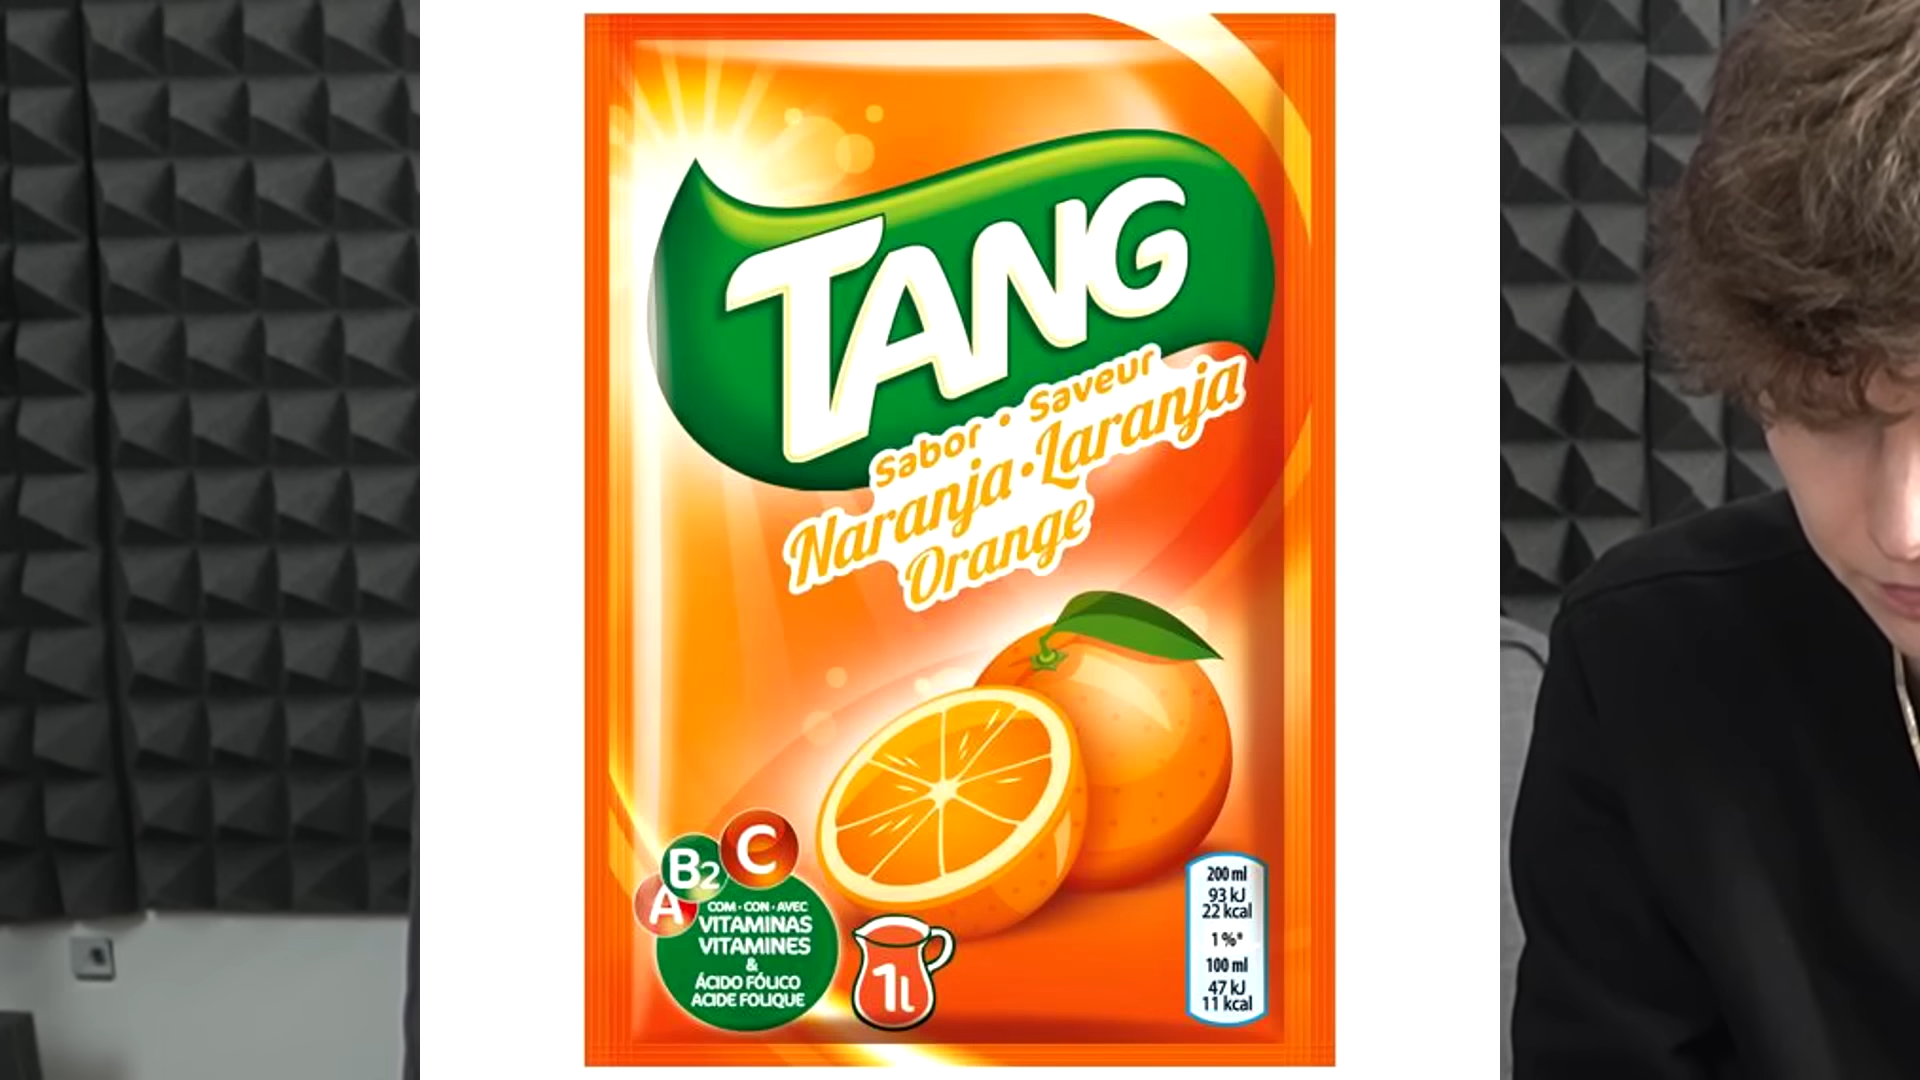 TANG
Sabor • Saveur
Naranja • Laranja
Orange
A B2 C
COM • CON • AVEC
VITAMINAS
VITAMINES
&
ÁCIDO FÓLICO
ACIDE FOLIQUE
1l
200 ml
93 kJ
22 kcal
1%*
100 ml
47 kJ
11 kcal